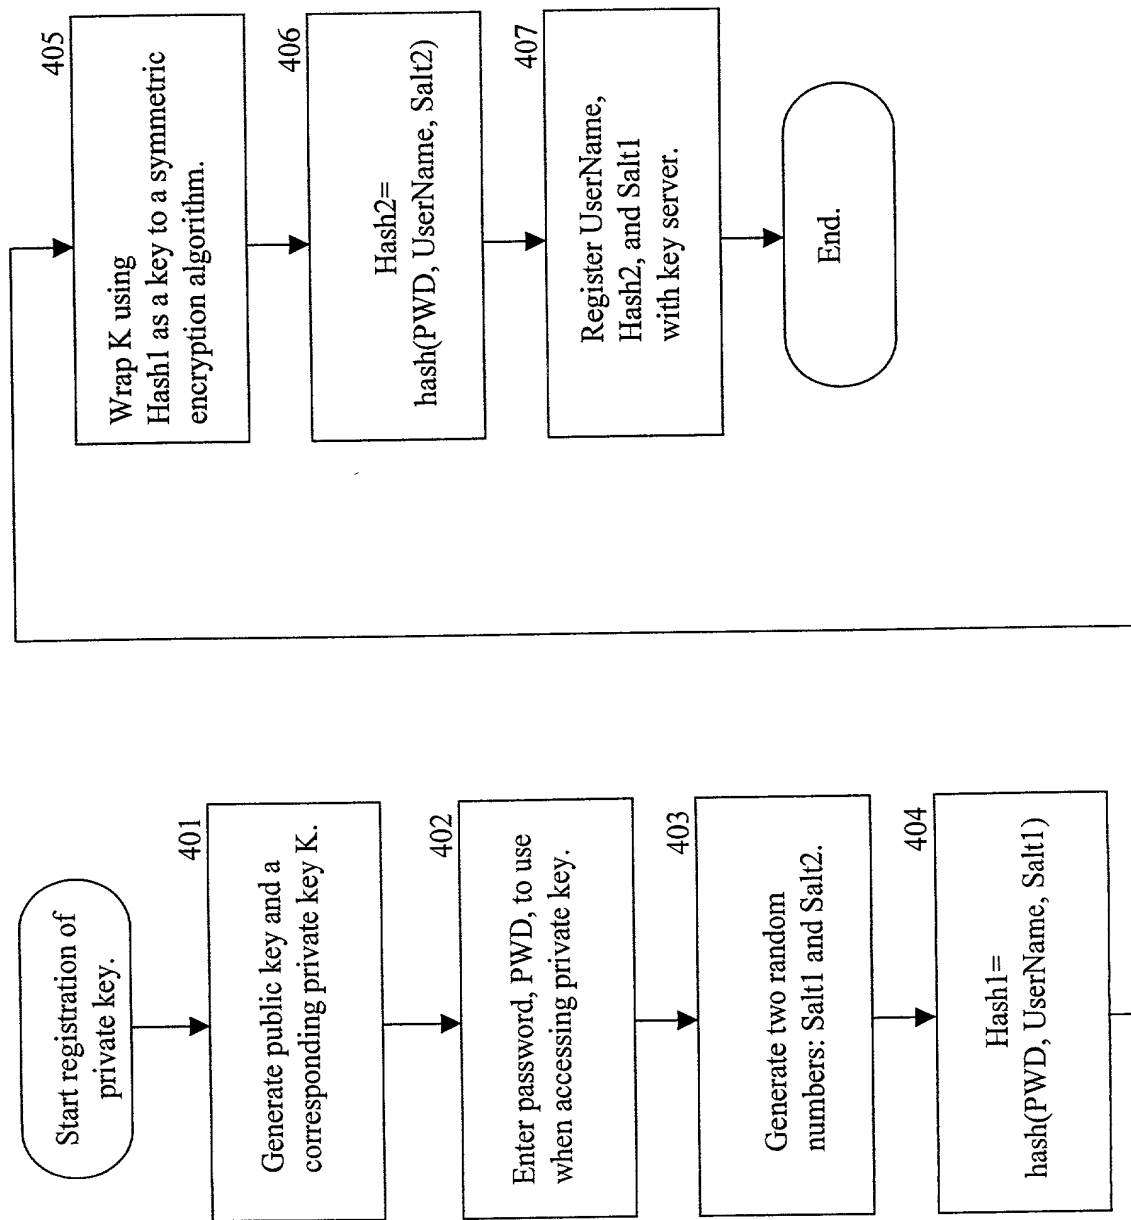 Start registration of
private key.
401
Generate public key and a
corresponding private key K.
402
Enter password, PWD, to use
when accessing private key.
403
Generate two random
numbers: Salt1 and Salt2.
404
Hash1=
hash(PWD, UserName, Salt1)
405
Wrap K using
Hash1 as a key to a symmetric
encryption algorithm.
406
Hash2=
hash(PWD, UserName, Salt2)
407
Register UserName,
Hash2, and Salt1
with key server.
End.